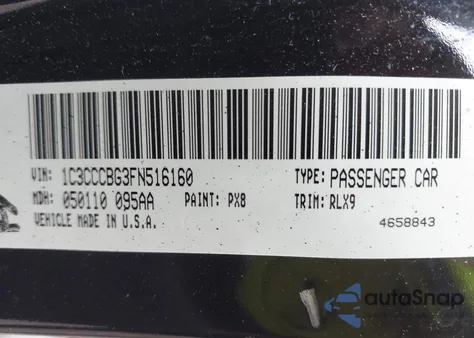 VIN: 1C3CCCBG3FN516160 TYPE: PASSENGER CAR
MDH: 050110 095AA PAINT: PX8 TRIM: RLX9
VEHICLE MADE IN U.S.A. 4658843
autoSnap